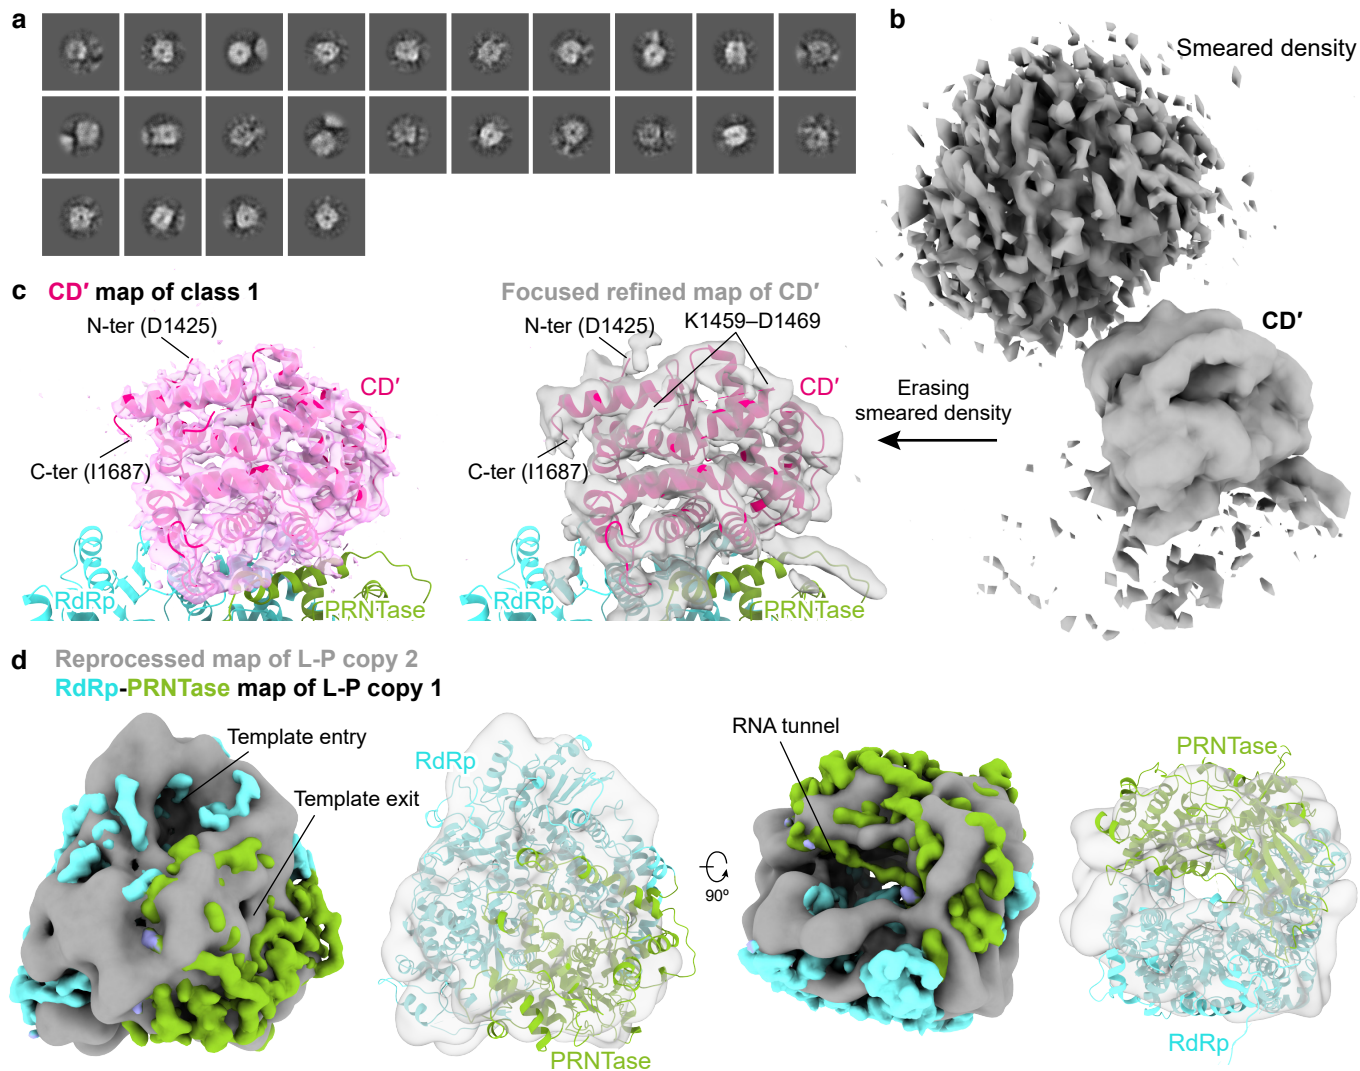 a
b
Smeared density
CD′
Erasing
smeared density
c CD′ map of class 1
N-ter (D1425)
CD′
C-ter (I1687)
RdRp
PRNTase
Focused refined map of CD′
N-ter (D1425)
K1459–D1469
CD′
C-ter (I1687)
RdRp
PRNTase
d Reprocessed map of L-P copy 2
RdRp-PRNTase map of L-P copy 1
Template entry
Template exit
RdRp
PRNTase
90º
RNA tunnel
PRNTase
RdRp